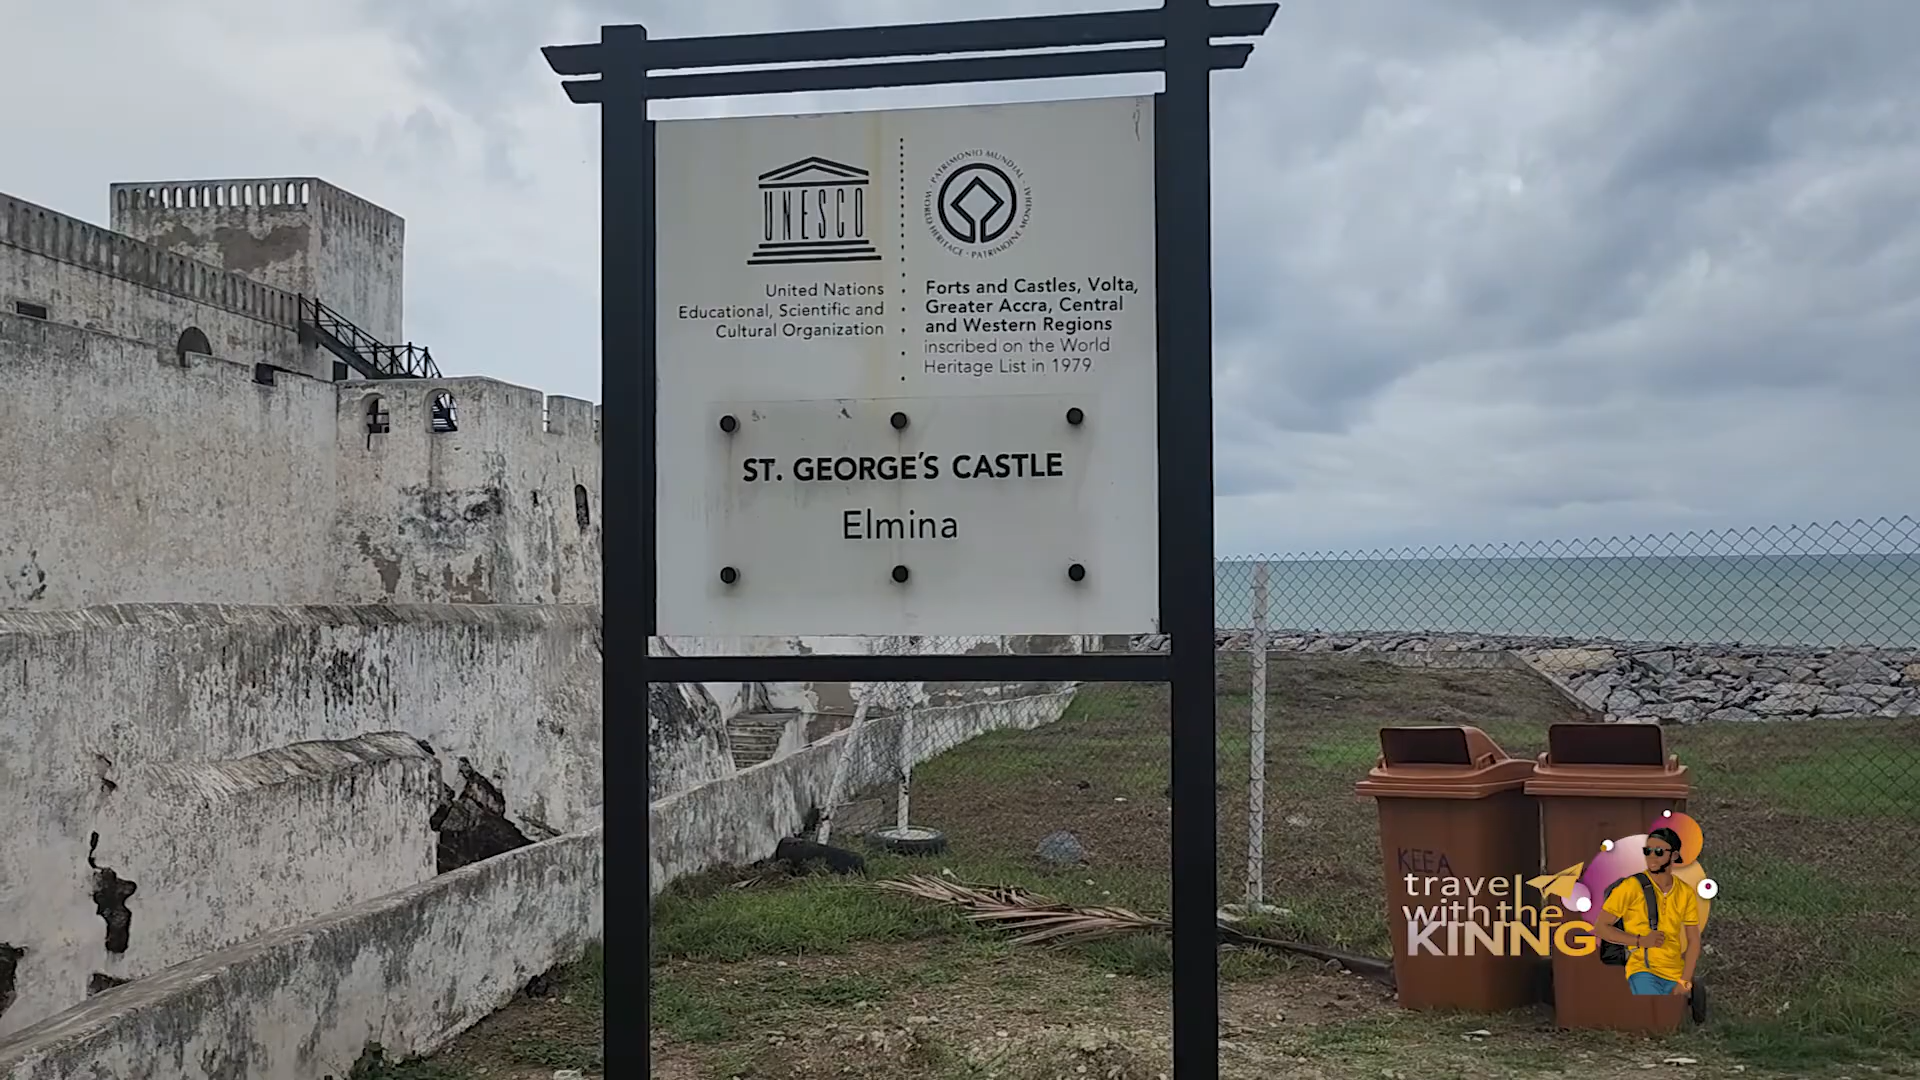 UNESCO
United Nations
Educational, Scientific and
Cultural Organization
WORLD HERITAGE · PATRIMONIO MUNDIAL · PATRIMOINE MONDIAL
Forts and Castles, Volta,
Greater Accra, Central
and Western Regions
inscribed on the World
Heritage List in 1979.
ST. GEORGE'S CASTLE
Elmina
KEEA
travel
with the
KINNG